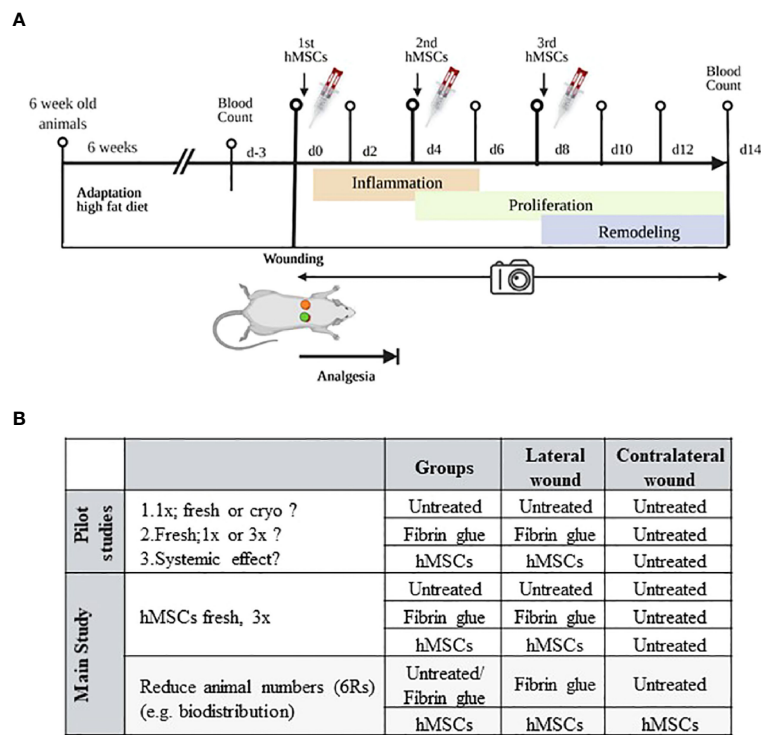 A
1st
hMSCs
2nd
hMSCs
3rd
hMSCs
Blood
Count
6 week old
animals
Blood
Count
6 weeks
d-3
d0
d2
d4
d6
d8
d10
d12
d14
Adaptation
high fat diet
Inflammation
Proliferation
Remodeling
Wounding
Analgesia
B
Groups
Lateral
wound
Contralateral
wound
Pilot
studies
1.1x; fresh or cryo ?
2.Fresh;1x or 3x ?
3.Systemic effect?
Untreated Untreated Untreated
Fibrin glue Fibrin glue Untreated
hMSCs hMSCs Untreated
Main Study
hMSCs fresh, 3x
Untreated Untreated Untreated
Fibrin glue Fibrin glue Untreated
hMSCs hMSCs Untreated
Reduce animal numbers (6Rs)
(e.g. biodistribution)
Untreated/
Fibrin glue
Fibrin glue Untreated
hMSCs hMSCs hMSCs